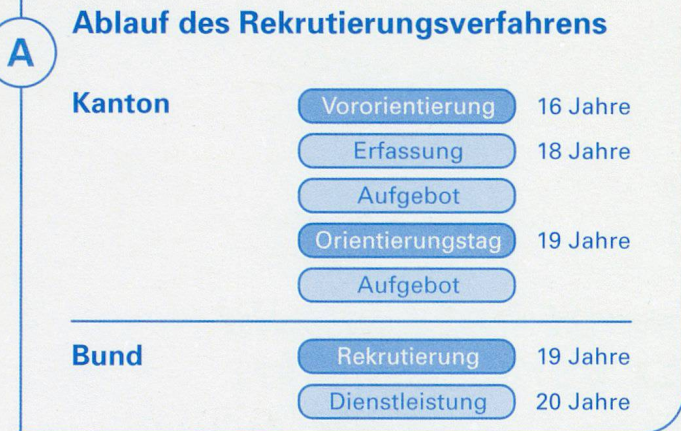 Ablauf des Rekrutierungsverfahrens
A
Kanton Vororientierung 16 Jahre
Erfassung 18 Jahre
Aufgebot
Orientierungstag 19 Jahre
Aufgebot
Bund Rekrutierung 19 Jahre
Dienstleistung 20 Jahre